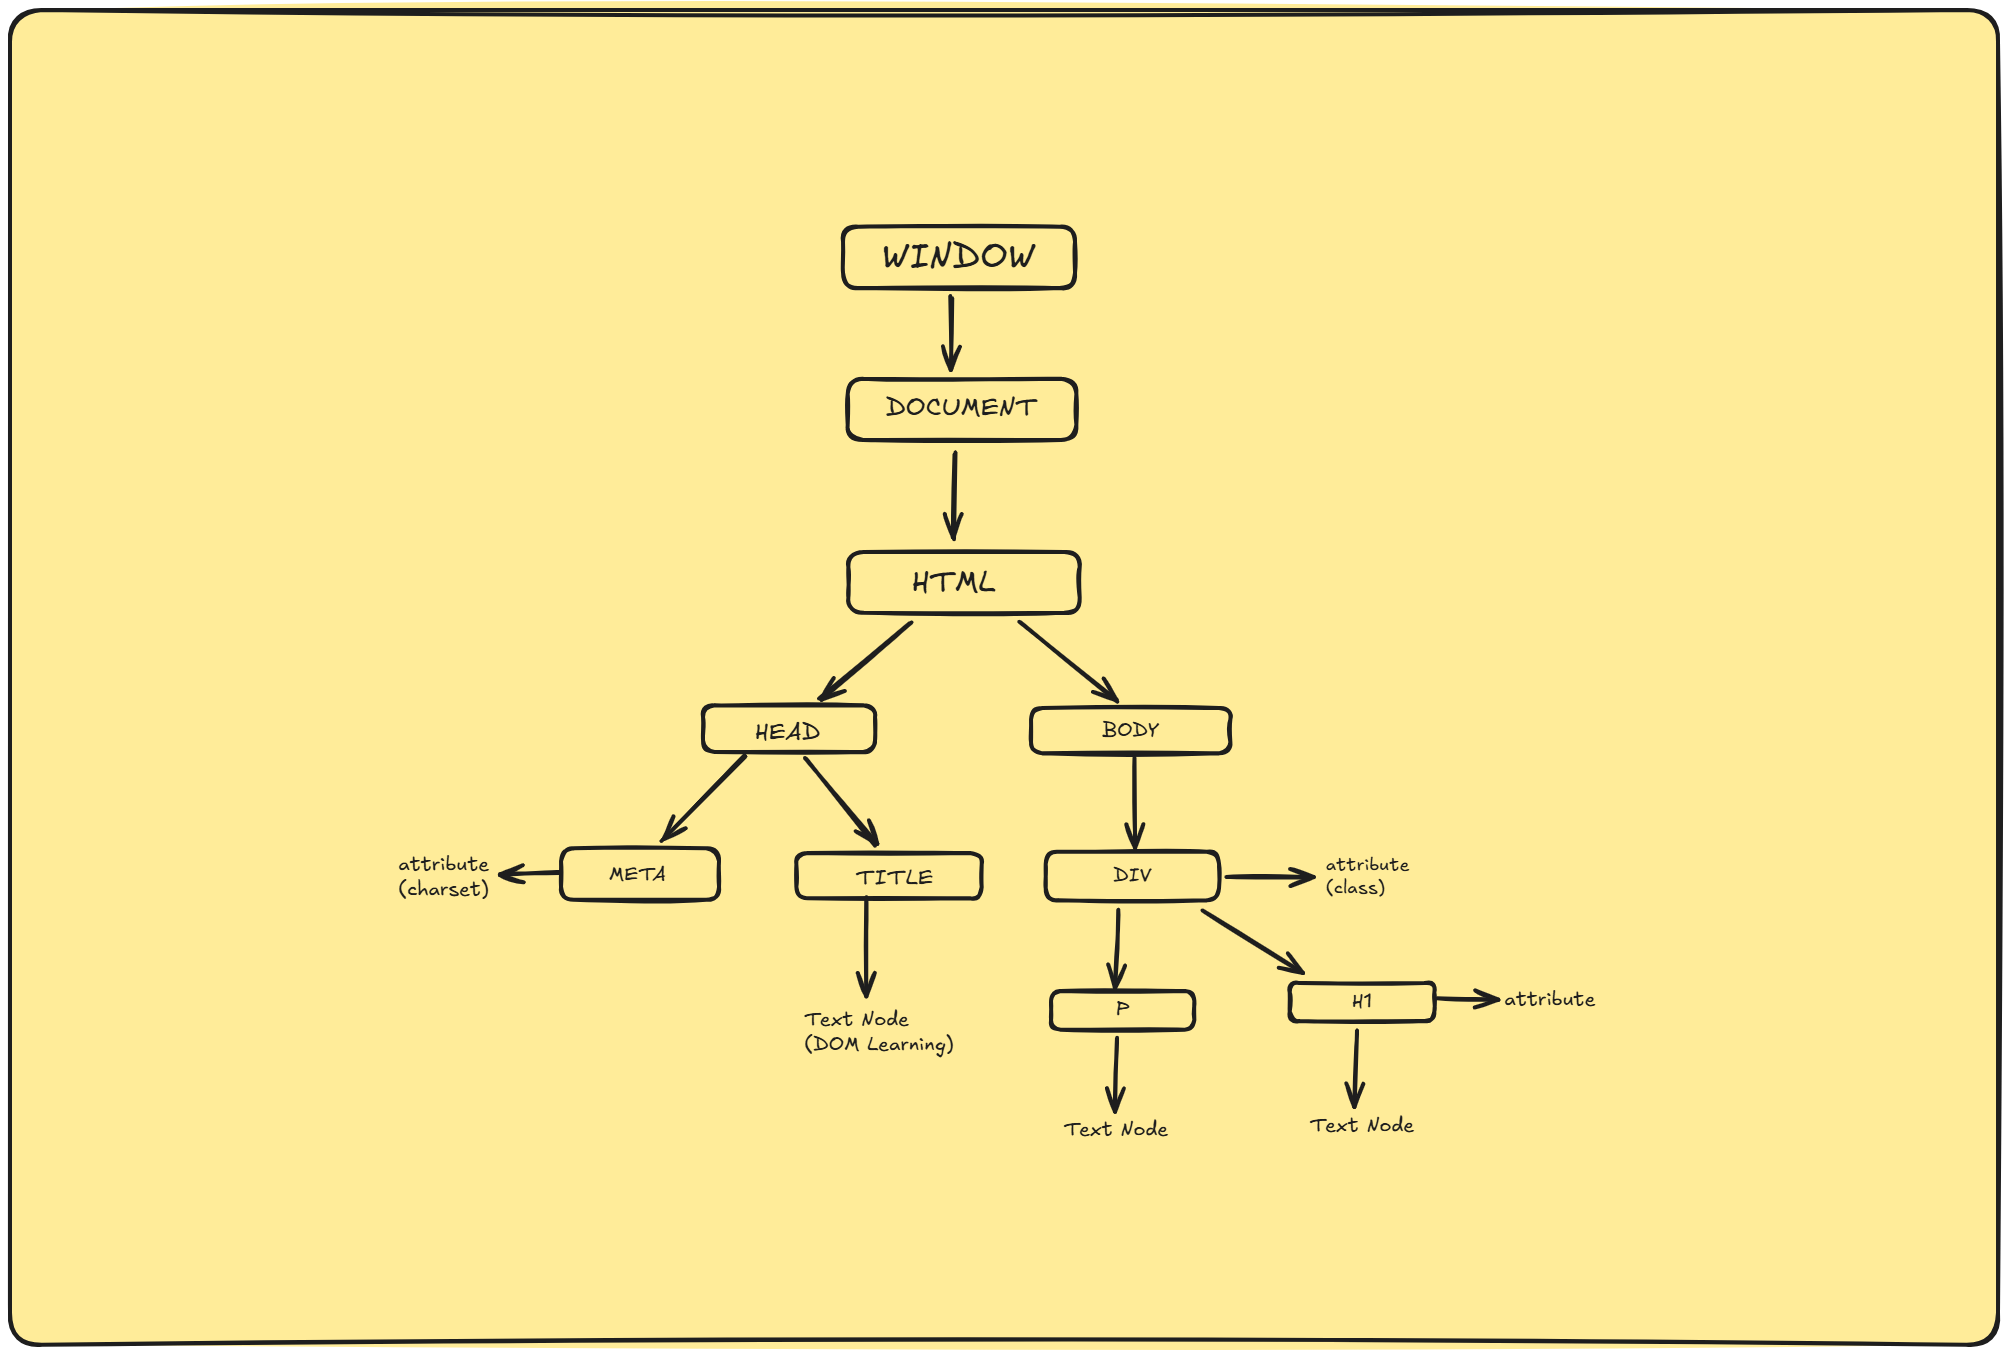 WINDOW
DOCUMENT
HTML
HEAD
BODY
attribute
(charset)
META
TITLE
DIV
attribute
(class)
Text Node
(DOM Learning)
P
H1
attribute
Text Node
Text Node